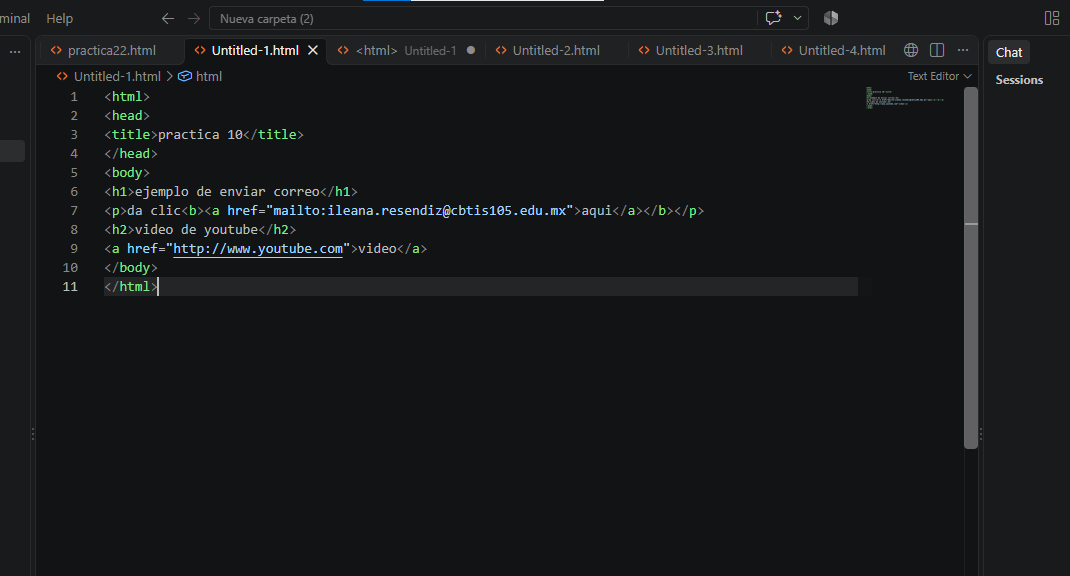 minal Help Nueva carpeta (2)
... practica22.html Untitled-1.html <html> Untitled-1 Untitled-2.html Untitled-3.html Untitled-4.html ... Chat
Untitled-1.html > html Text Editor
Sessions
1 <html>
2 <head>
3 <title>practica 10</title>
4 </head>
5 <body>
6 <h1>ejemplo de enviar correo</h1>
7 <p>da clic<b><a href="mailto:ileana.resendiz@cbtis105.edu.mx">aqui</a></b></p>
8 <h2>video de youtube</h2>
9 <a href="http://www.youtube.com">video</a>
10 </body>
11 </html>